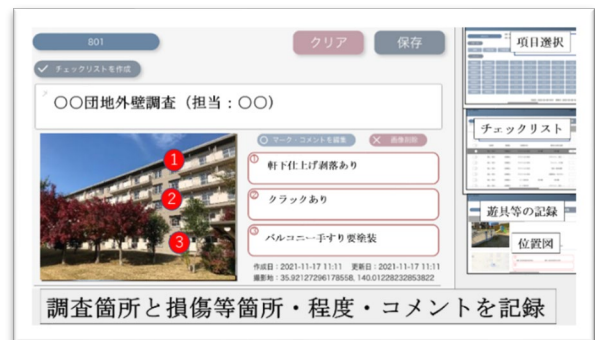 801
クリア
保存
チェックリストを作成
〇〇団地外壁調査（担当：〇〇）
マーク・コメントを編集
画像削除
1
2
3
① 軒下仕上げ剥落あり
② クラックあり
③ バルコニー手すり要塗装
作成日：2021-11-17 11:11 更新日：2021-11-17 11:11
撮影地：35.92127296178558, 140.01228232853822
調査箇所と損傷等箇所・程度・コメントを記録
項目選択
チェックリスト
遊具等の記録
位置図